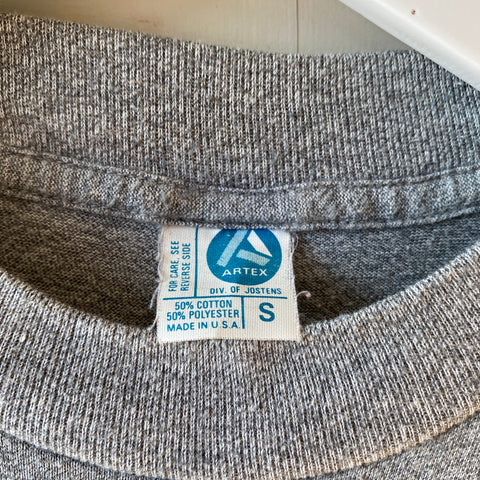 FOR CARE, SEE
REVERSE SIDE
ARTEX
DIV. OF JOSTENS
50% COTTON
50% POLYESTER
MADE IN U.S.A.
S